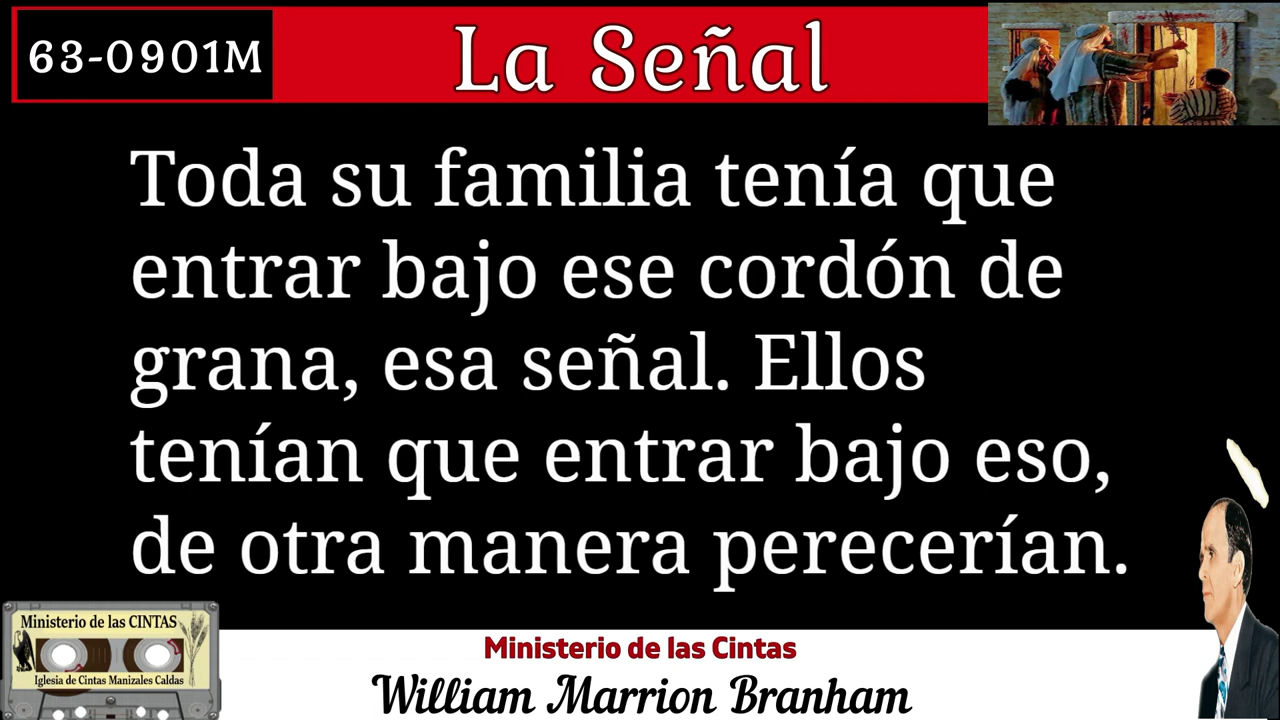 63-0901M
La Señal
Toda su familia tenía que
entrar bajo ese cordón de
grana, esa señal. Ellos
tenían que entrar bajo eso,
de otra manera perecerían.
Ministerio de las CINTAS
Iglesia de Cintas Manizales Caldas
Ministerio de las Cintas
William Marrion Branham